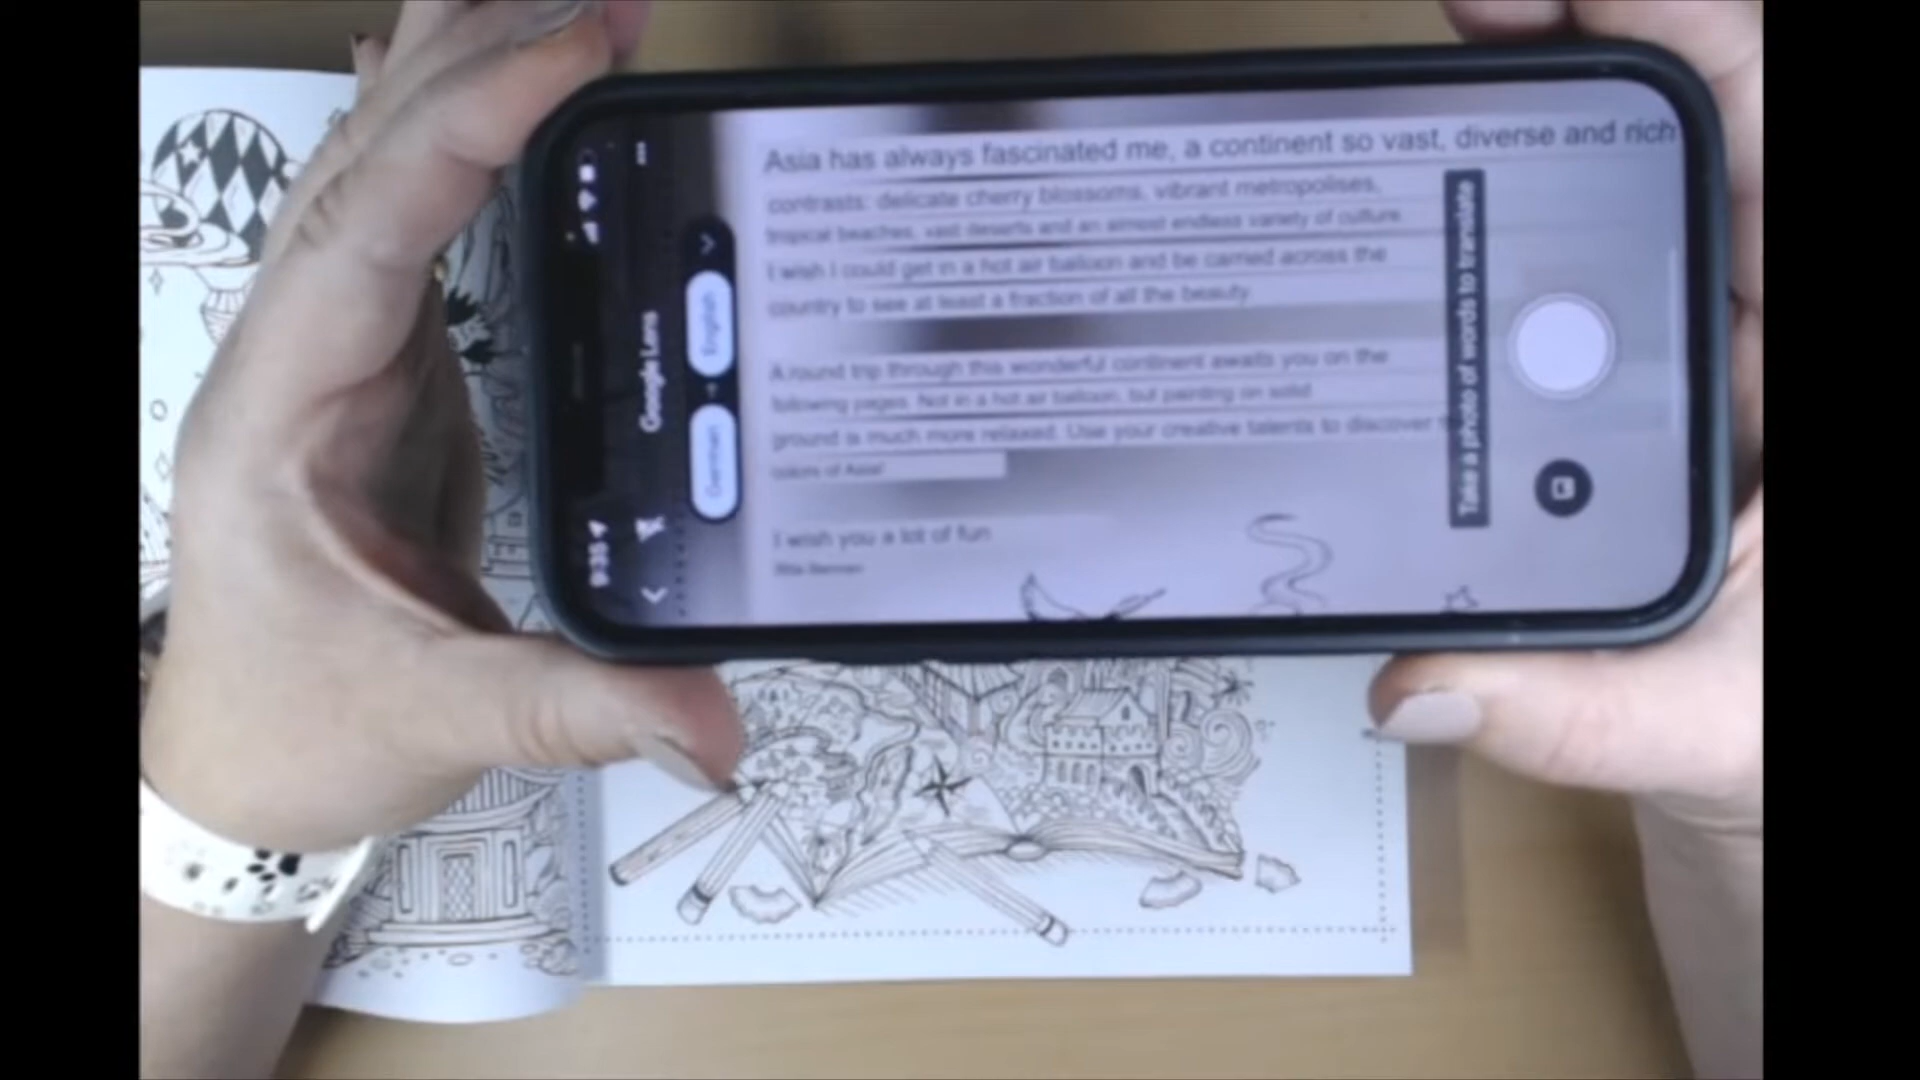 Asia has always fascinated me, a continent so vast, diverse and rich
contrasts: delicate cherry blossoms, vibrant metropolises,
tropical beaches, vast deserts and an almost endless variety of culture.
I wish I could get in a hot air balloon and be carried across the
country to see at least a fraction of all the beauty.
A round trip through this wonderful continent awaits you on the
following pages. Not in a hot air balloon, but painting on solid
ground is much more relaxed. Use your creative talents to discover
colors of Asia!
I wish you a lot of fun
Rita Berman
9:35
Google Lens
German
English
Take a photo of words to translate